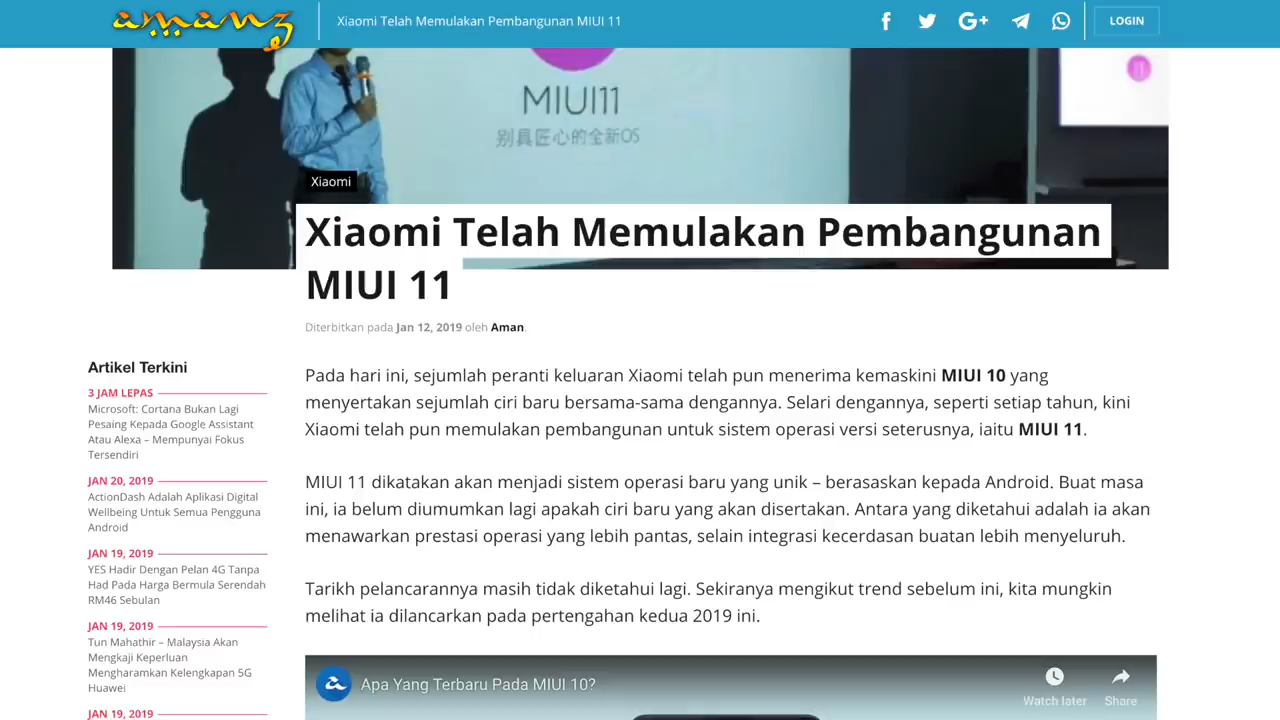 amanz
Xiaomi Telah Memulakan Pembangunan MIUI 11
LOGIN
MIUI11
别具匠心的全新OS
Xiaomi
Xiaomi Telah Memulakan Pembangunan
MIUI 11
Diterbitkan pada Jan 12, 2019 oleh Aman.
Artikel Terkini
3 JAM LEPAS
Microsoft: Cortana Bukan Lagi
Pesaing Kepada Google Assistant
Atau Alexa – Mempunyai Fokus
Tersendiri
JAN 20, 2019
ActionDash Adalah Aplikasi Digital
Wellbeing Untuk Semua Pengguna
Android
JAN 19, 2019
YES Hadir Dengan Pelan 4G Tanpa
Had Pada Harga Bermula Serendah
RM46 Sebulan
JAN 19, 2019
Tun Mahathir – Malaysia Akan
Mengkaji Keperluan
Mengharamkan Kelengkapan 5G
Huawei
JAN 19, 2019
Pada hari ini, sejumlah peranti keluaran Xiaomi telah pun menerima kemaskini MIUI 10 yang
menyertakan sejumlah ciri baru bersama-sama dengannya. Selari dengannya, seperti setiap tahun, kini
Xiaomi telah pun memulakan pembangunan untuk sistem operasi versi seterusnya, iaitu MIUI 11.
MIUI 11 dikatakan akan menjadi sistem operasi baru yang unik – berasaskan kepada Android. Buat masa
ini, ia belum diumumkan lagi apakah ciri baru yang akan disertakan. Antara yang diketahui adalah ia akan
menawarkan prestasi operasi yang lebih pantas, selain integrasi kecerdasan buatan lebih menyeluruh.
Tarikh pelancarannya masih tidak diketahui lagi. Sekiranya mengikut trend sebelum ini, kita mungkin
melihat ia dilancarkan pada pertengahan kedua 2019 ini.
Apa Yang Terbaru Pada MIUI 10?
Watch later
Share